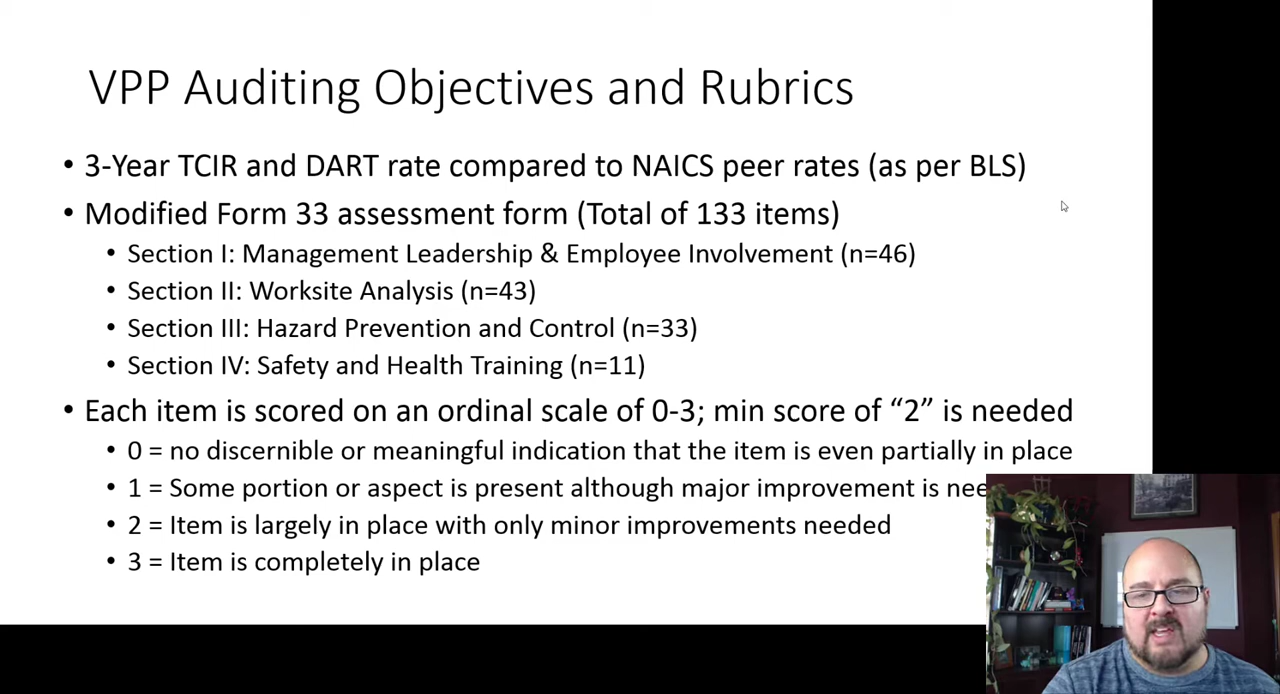 VPP Auditing Objectives and Rubrics
• 3-Year TCIR and DART rate compared to NAICS peer rates (as per BLS)
• Modified Form 33 assessment form (Total of 133 items)
• Section I: Management Leadership & Employee Involvement (n=46)
• Section II: Worksite Analysis (n=43)
• Section III: Hazard Prevention and Control (n=33)
• Section IV: Safety and Health Training (n=11)
• Each item is scored on an ordinal scale of 0-3; min score of “2” is needed
• 0 = no discernible or meaningful indication that the item is even partially in place
• 1 = Some portion or aspect is present although major improvement is
• 2 = Item is largely in place with only minor improvements needed
• 3 = Item is completely in place